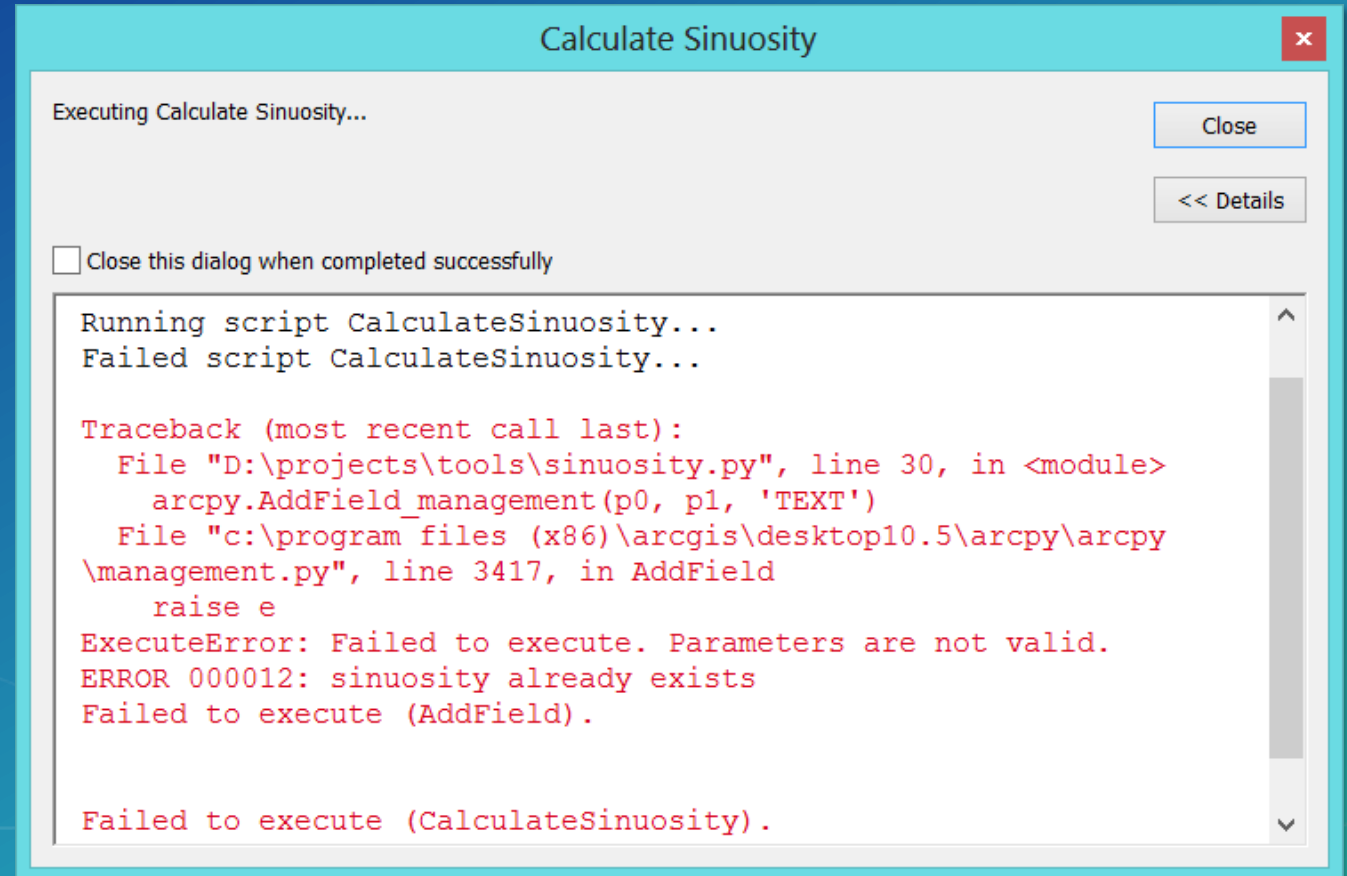 Calculate Sinuosity
x
Executing Calculate Sinuosity...
Close
<< Details
Close this dialog when completed successfully
Running script CalculateSinuosity...
Failed script CalculateSinuosity...
Traceback (most recent call last):
  File "D:\projects\tools\sinuosity.py", line 30, in <module>
    arcpy.AddField_management(p0, p1, 'TEXT')
  File "c:\program files (x86)\arcgis\desktop10.5\arcpy\arcpy
\management.py", line 3417, in AddField
    raise e
ExecuteError: Failed to execute. Parameters are not valid.
ERROR 000012: sinuosity already exists
Failed to execute (AddField).
Failed to execute (CalculateSinuosity).